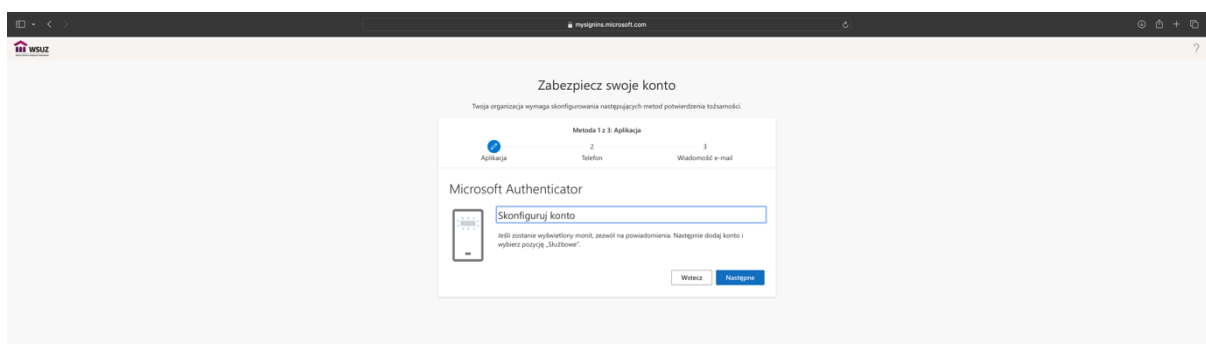 mysignins.microsoft.com
WSUZ
?
Zabezpiecz swoje konto
Twoja organizacja wymaga skonfigurowania następujących metod potwierdzenia tożsamości.
Metoda 1 z 3: Aplikacja
2
3
Aplikacja
Telefon
Wiadomość e-mail
Microsoft Authenticator
Skonfiguruj konto
Jeśli zostanie wyświetlony monit, zezwól na powiadomienia. Następnie dodaj konto i
wybierz pozycję „Służbowe".
Wstecz
Następne